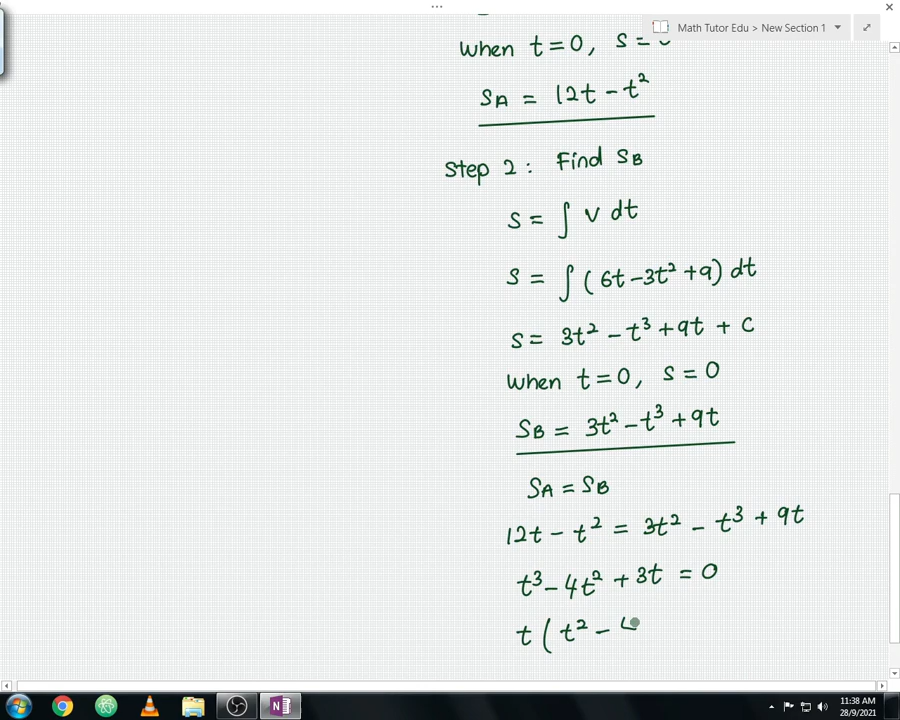 Math Tutor Edu > New Section 1
When t=0, s=
SA = 12t - t²
Step 2: Find SB
s = ∫ v dt
s = ∫ (6t - 3t² + 9) dt
s = 3t² - t³ + 9t + c
When t=0, s=0
SB = 3t² - t³ + 9t
SA = SB
12t - t² = 3t² - t³ + 9t
t³ - 4t² + 3t = 0
t ( t² -
11:38 AM
28/9/2021